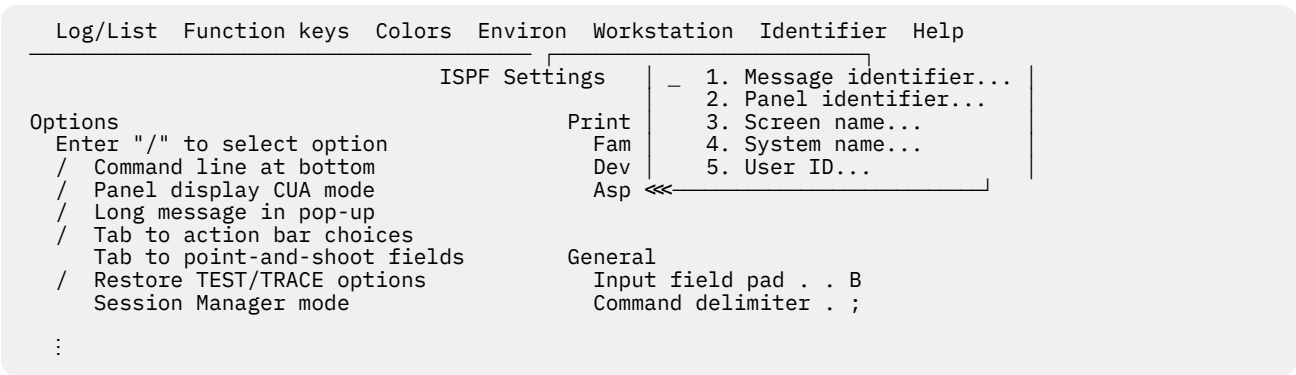 Log/List  Function keys  Colors  Environ  Workstation  Identifier  Help
ISPF Settings  _  1. Message identifier...
2. Panel identifier...
Options  Print  3. Screen name...
Enter "/" to select option  Fam  4. System name...
/  Command line at bottom  Dev  5. User ID...
/  Panel display CUA mode  Asp <<<
/  Long message in pop-up
/  Tab to action bar choices
Tab to point-and-shoot fields  General
/  Restore TEST/TRACE options  Input field pad . . B
Session Manager mode  Command delimiter . ;
⋮